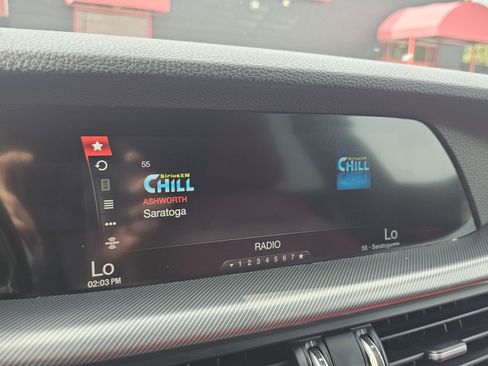 55
SiriusXM
CHILL
ASHWORTH
Saratoga
SiriusXM
CHILL
RADIO
1 2 3 4 5 6 7
Lo
02:03 PM
Lo
55 - Saratoga